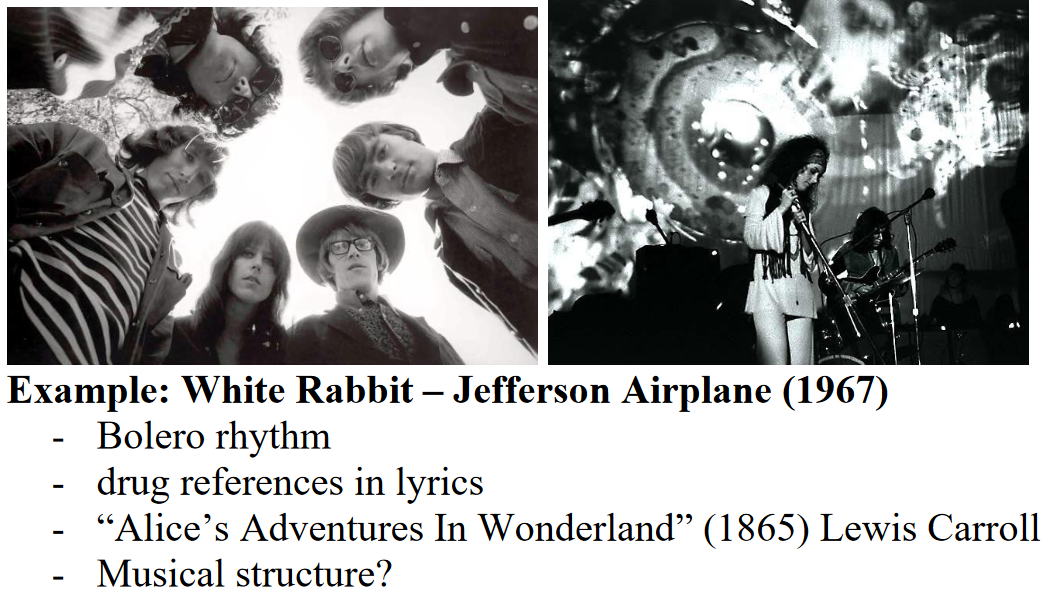 Example: White Rabbit – Jefferson Airplane (1967)
- Bolero rhythm
- drug references in lyrics
- “Alice’s Adventures In Wonderland” (1865) Lewis Carroll
- Musical structure?